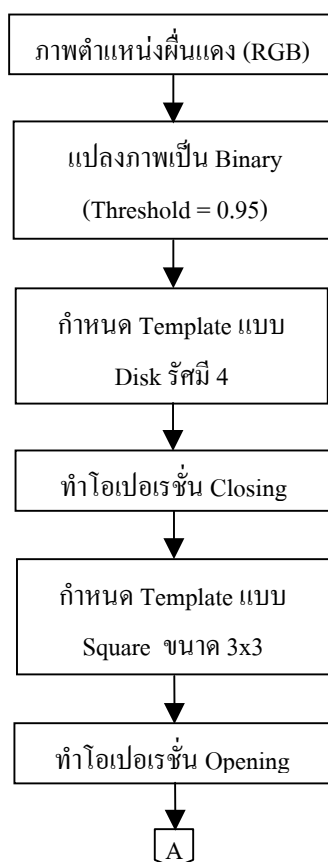 ภาพตำแหน่งผื่นแดง (RGB)
แปลงภาพเป็น Binary
(Threshold = 0.95)
กำหนด Template แบบ
Disk รัศมี 4
ทำโอเปอเรชั่น Closing
กำหนด Template แบบ
Square ขนาด 3x3
ทำโอเปอเรชั่น Opening
A